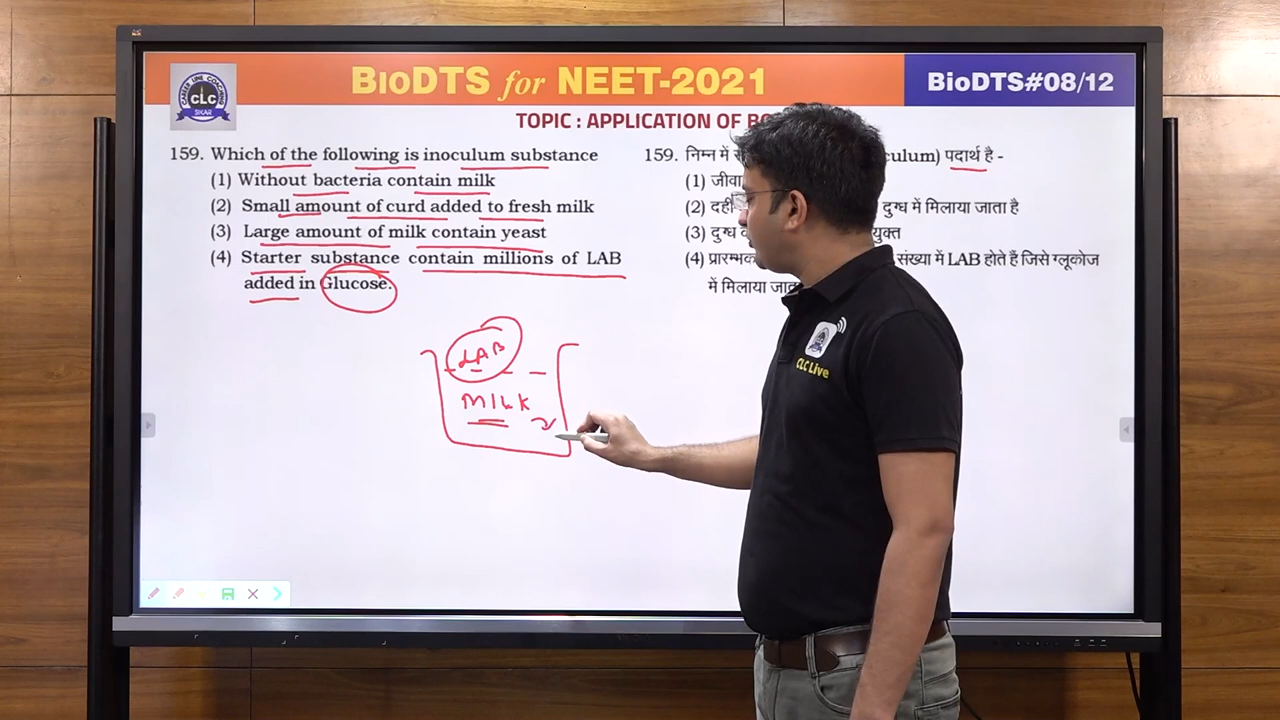 BioDTS for NEET-2021
BioDTS#08/12
CAREER LINE COACHING
CLC
SIKAR
TOPIC : APPLICATION OF
159. Which of the following is inoculum substance
(1) Without bacteria contain milk
(2) Small amount of curd added to fresh milk
(3) Large amount of milk contain yeast
(4) Starter substance contain millions of LAB
added in Glucose.
159. निम्न में culum) पदार्थ है -
(1)
(2) दुग्ध में मिलाया जाता है
(3) दुग्ध
(4) संख्या में LAB होते हैं जिसे ग्लूकोज
में मिलाया
LAB
MILK
CLC Live